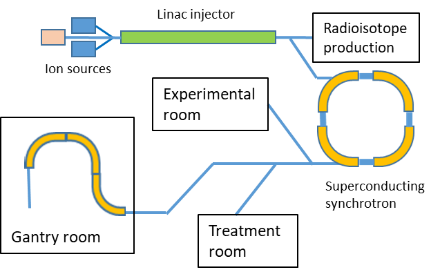 Linac injector
Ion sources
Radioisotope
production
Experimental
room
Superconducting
synchrotron
Gantry room
Treatment
room